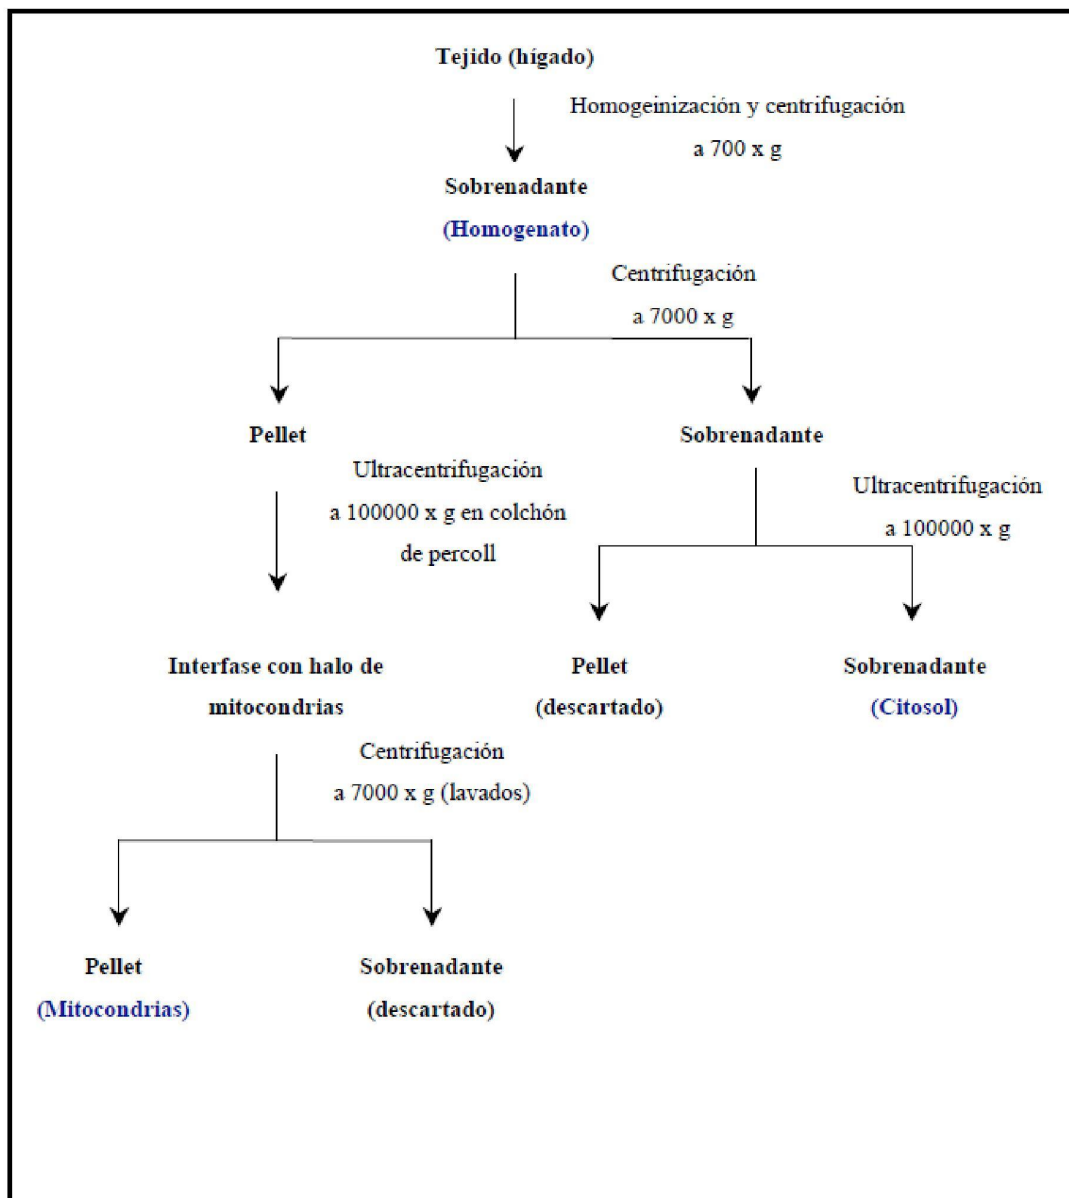 Tejido (hígado)
Homogeinización y centrifugación
a 700 x g
Sobrenadante
(Homogenato)
Centrifugación
a 7000 x g
Pellet
Sobrenadante
Ultracentrifugación
a 100000 x g en colchón
de percoll
Ultracentrifugación
a 100000 x g
Interfase con halo de
mitocondrias
Pellet
(descartado)
Sobrenadante
(Citosol)
Centrifugación
a 7000 x g (lavados)
Pellet
(Mitocondrias)
Sobrenadante
(descartado)